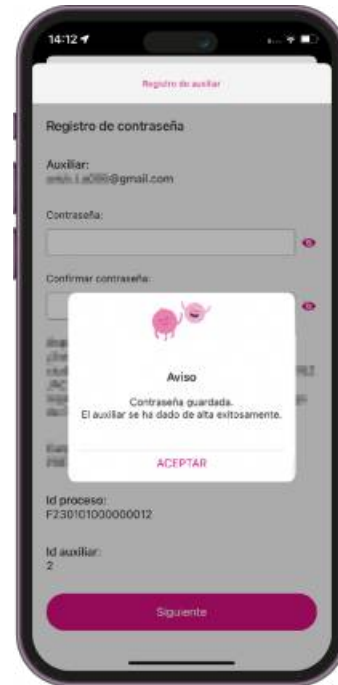 14:12
Registro de auxiliar
Registro de contraseña
Auxiliar:
@gmail.com
Contraseña:
Confirmar contraseña:
Aviso
Contraseña guardada.
El auxiliar se ha dado de alta exitosamente.
ACEPTAR
Id proceso:
F230101000000012
Id auxiliar:
2
Siguiente